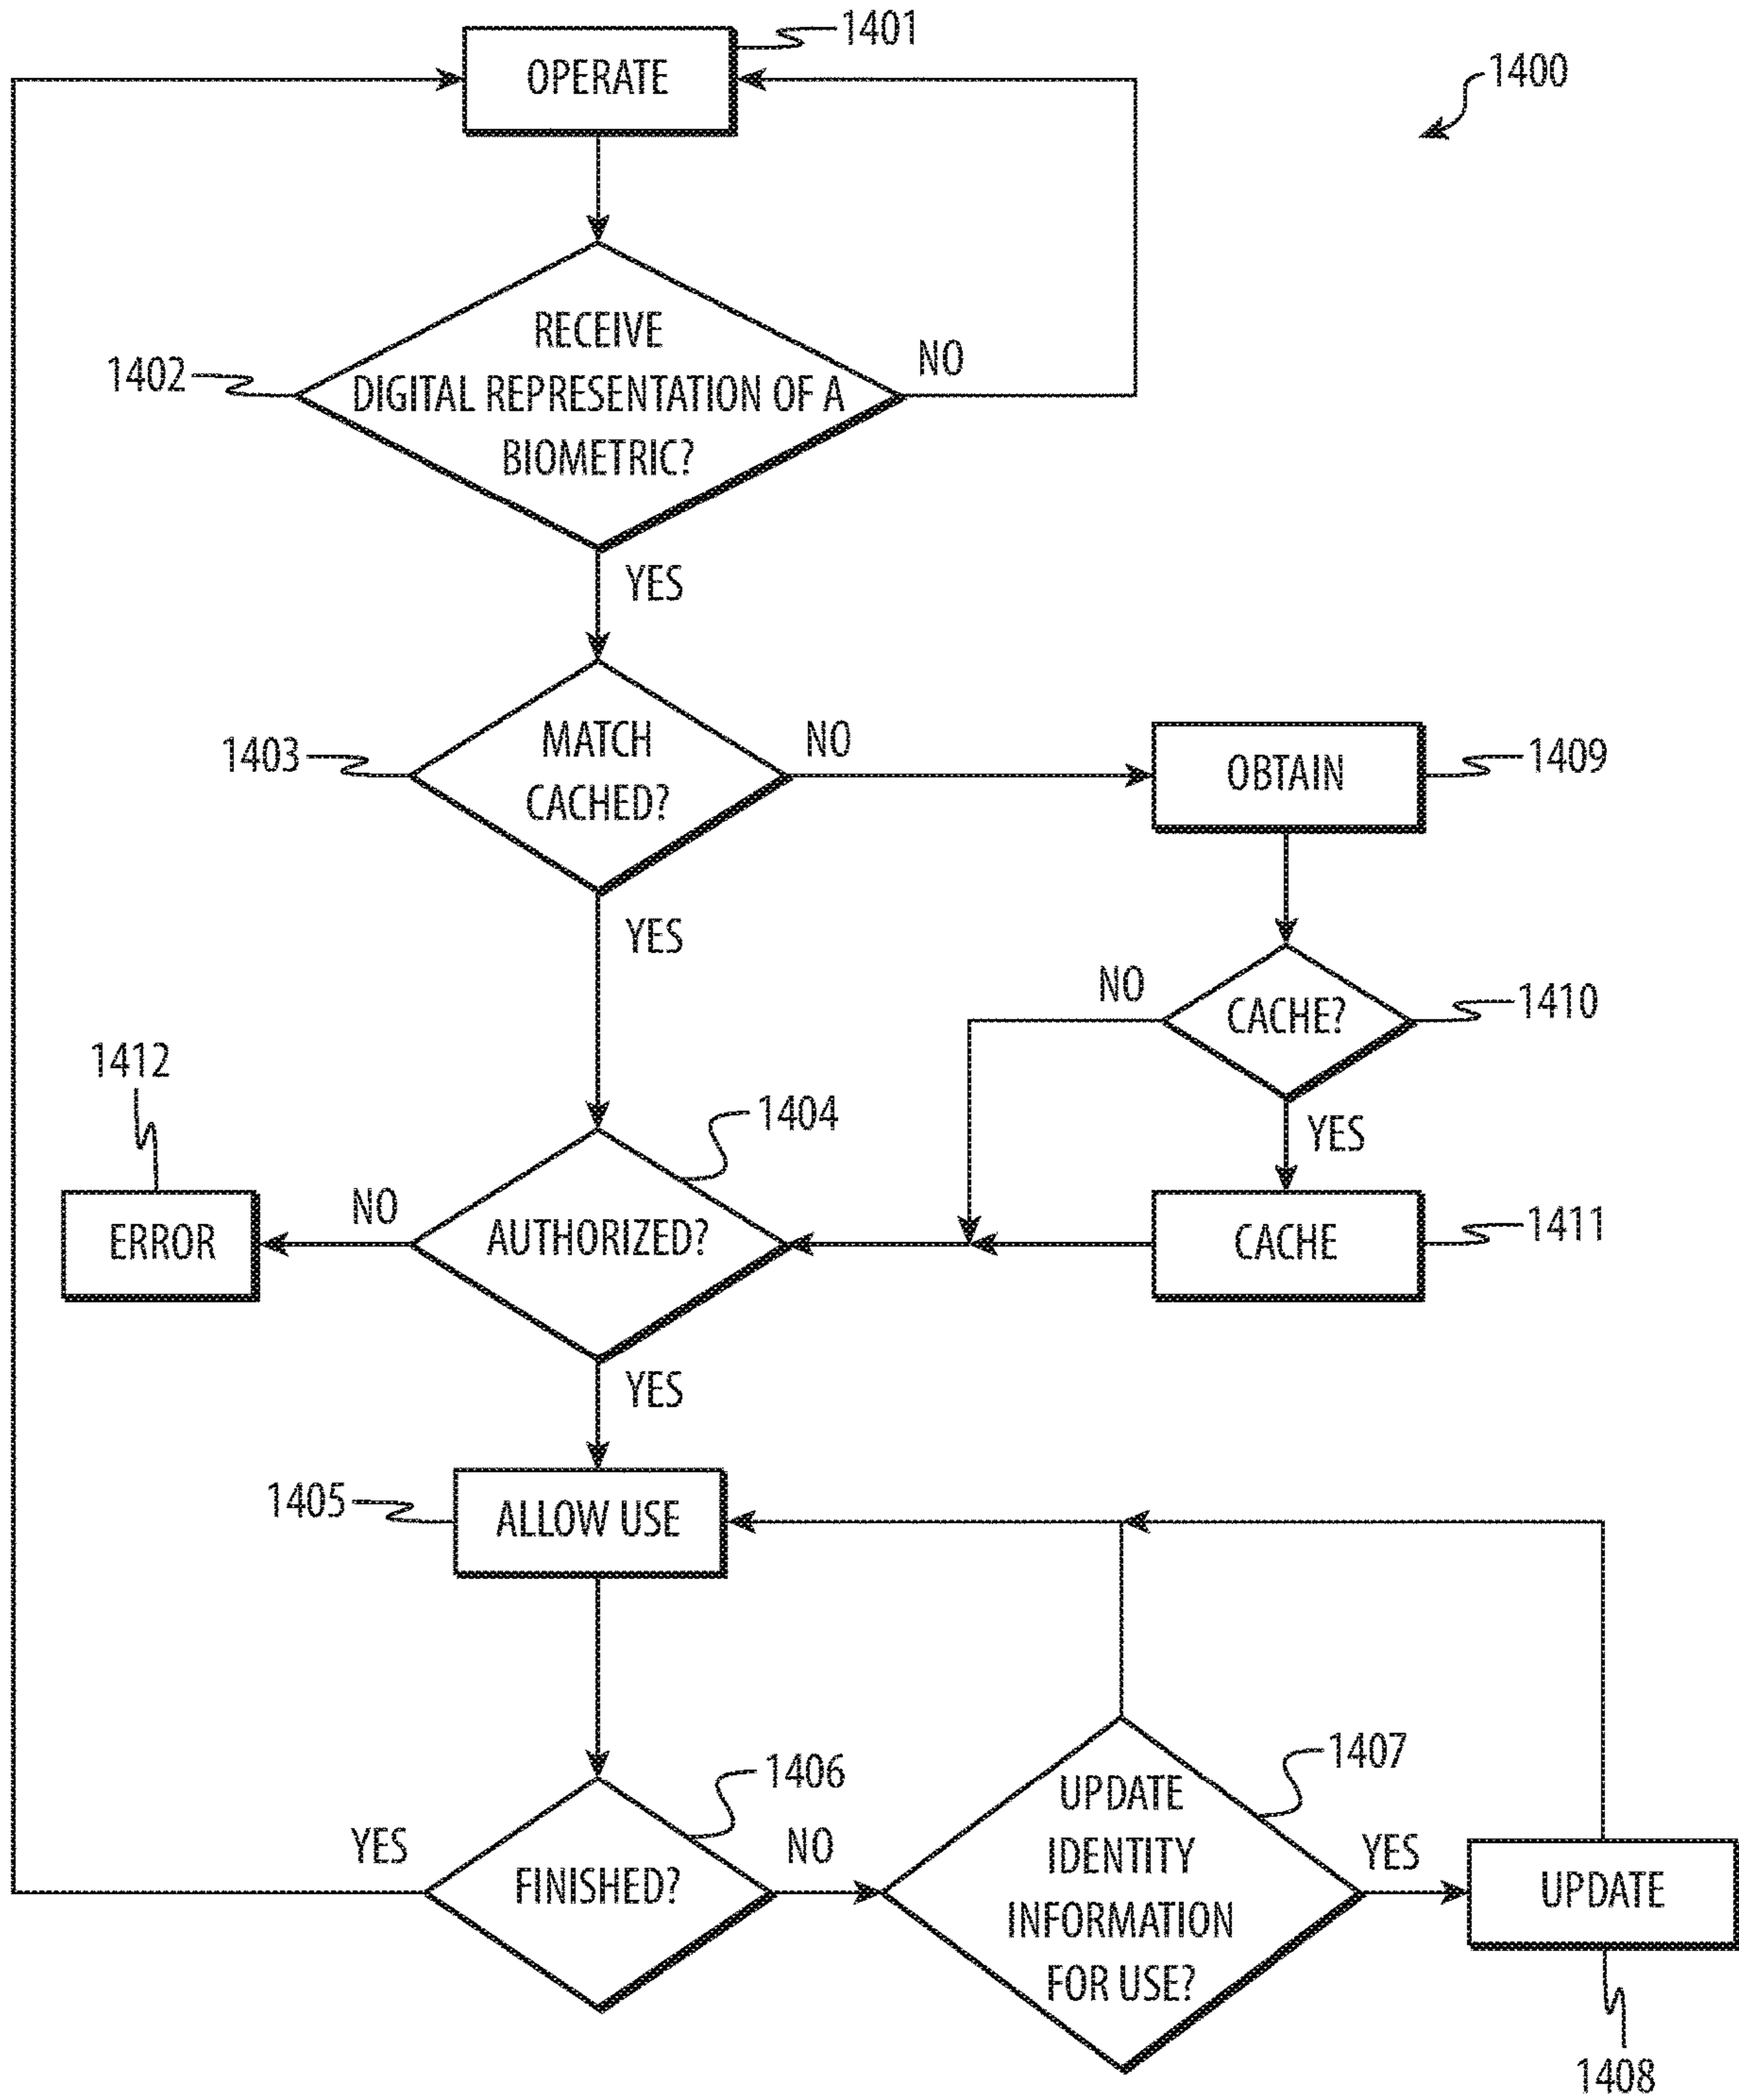 1401
OPERATE
1400
RECEIVE
DIGITAL REPRESENTATION OF A
BIOMETRIC?
1402
NO
YES
MATCH
CACHED?
1403
NO
OBTAIN
1409
YES
NO
CACHE?
1410
1412
1404
YES
ERROR
NO
AUTHORIZED?
CACHE
1411
YES
1405
ALLOW USE
1406
1407
YES
FINISHED?
NO
UPDATE
IDENTITY
INFORMATION
FOR USE?
YES
UPDATE
1408